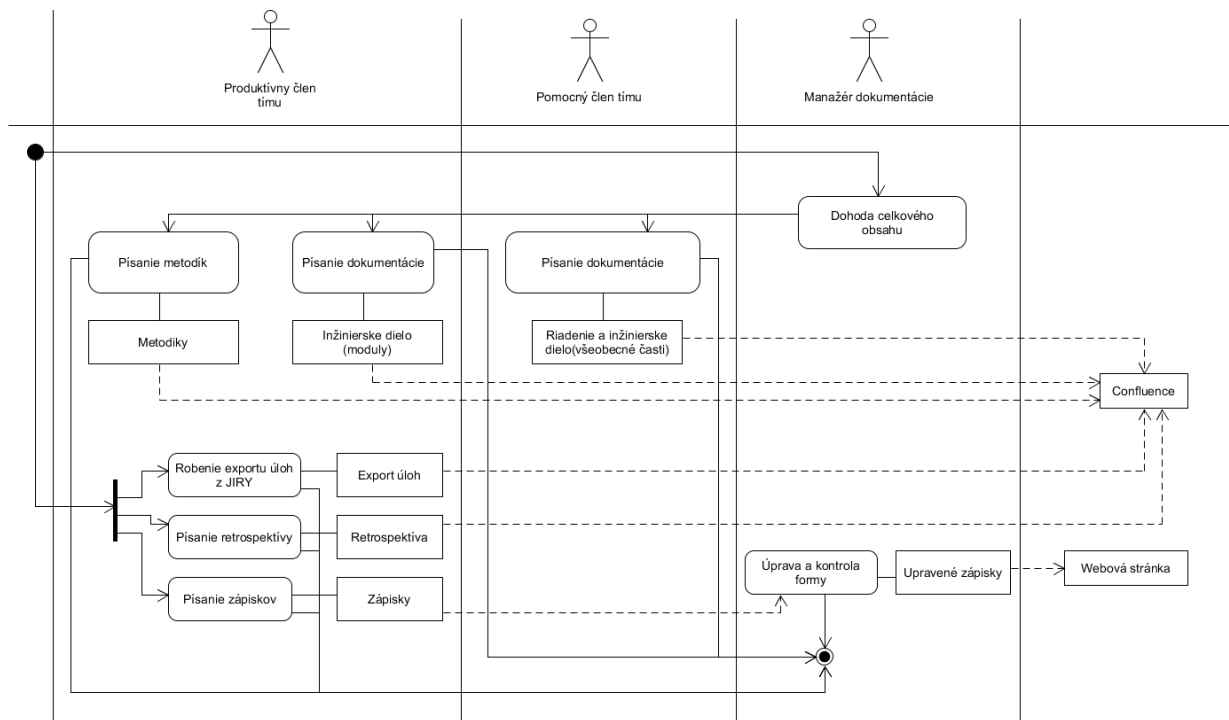 Produktívny člen
tímu
Pomocný člen tímu
Manažér dokumentácie
Dohoda celkového
obsahu
Písanie metodík
Písanie dokumentácie
Písanie dokumentácie
Metodiky
Inžinierske dielo
(moduly)
Riadenie a inžinierske
dielo(všeobecné časti)
Confluence
Robenie exportu úloh
z JIRY
Export úloh
Písanie retrospektívy
Retrospektíva
Úprava a kontrola
formy
Upravené zápisky
Webová stránka
Písanie zápiskov
Zápisky